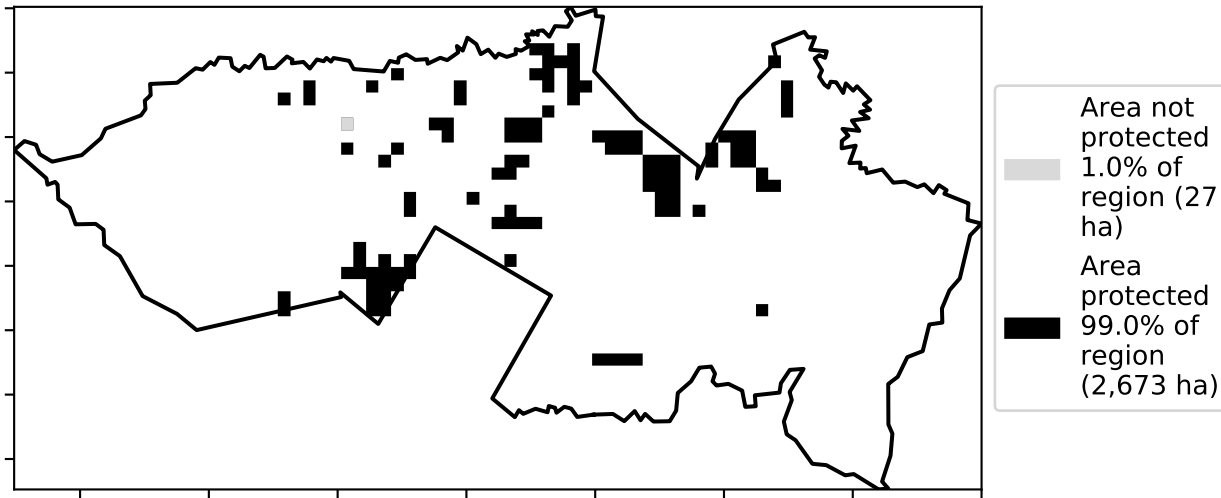 Area not
protected
1.0% of
region (27
ha)
Area
protected
99.0% of
region
(2,673 ha)